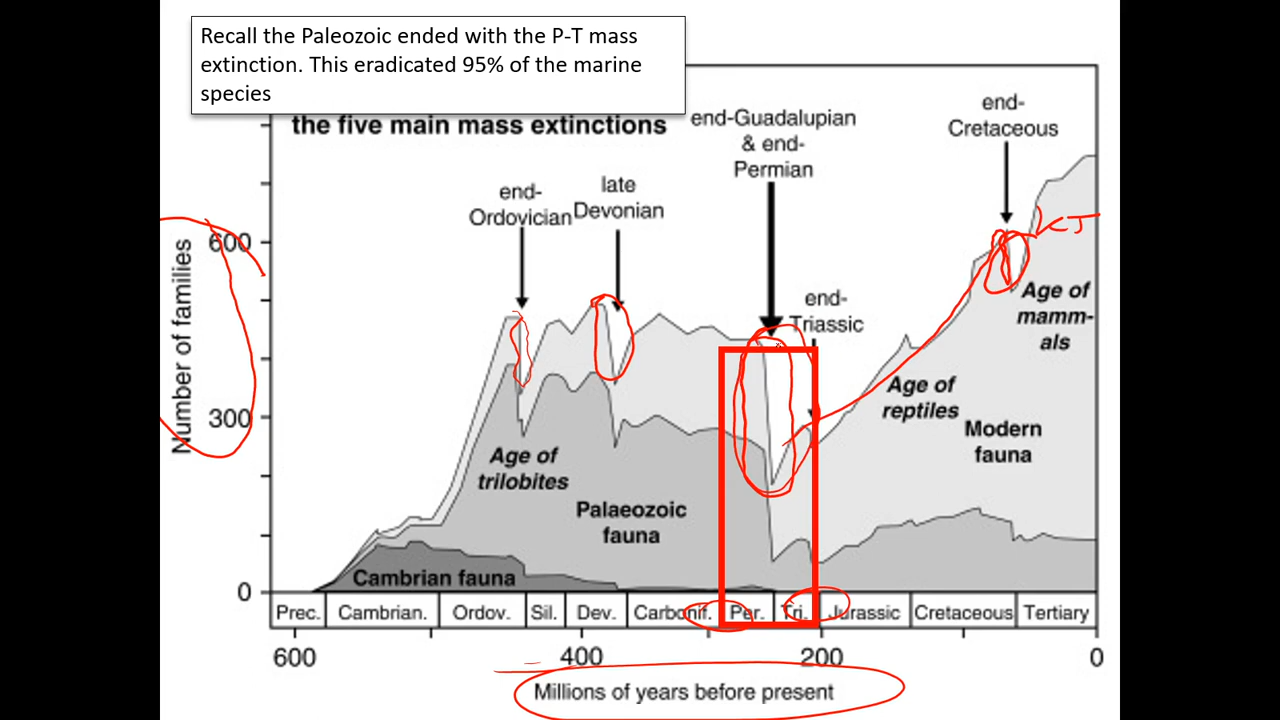 Recall the Paleozoic ended with the P-T mass
extinction. This eradicated 95% of the marine
species
the five main mass extinctions
end-Guadalupian
& end-
Permian
end-
Cretaceous
end-
Ordovician
late
Devonian
end-
Triassic
KT
Number of families
600
300
0
Age of
trilobites
Palaeozoic
fauna
Cambrian fauna
Age of
reptiles
Modern
fauna
Age of
mamm-
als
Prec. Cambrian. Ordov. Sil. Dev. Carbonif. Per. Tri. Jurassic Cretaceous Tertiary
600 400 200 0
Millions of years before present